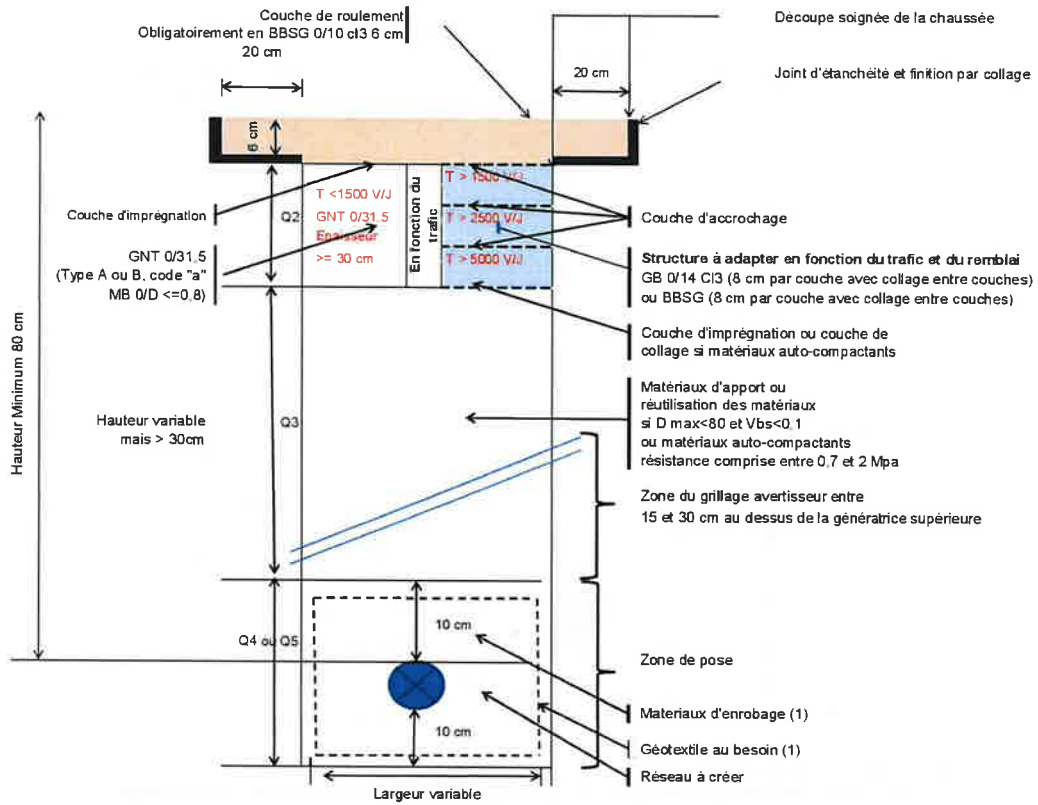 Couche de roulement
Obligatoirement en BBSG 0/10 cl3 6 cm
20 cm
Découpe soignée de la chaussée
20 cm
Joint d'étanchéité et finition par collage
6 cm
Couche d'imprégnation
Q2
T <1500 V/J
GNT 0/31.5
Epaisseur
>= 30 cm
En fonction du
trafic
T > 1500 V/J
T > 2500 V/J
T > 5000 V/J
Couche d'accrochage
GNT 0/31,5
(Type A ou B, code "a"
MB 0/D <=0,8)
Structure à adapter en fonction du trafic et du remblai
GB 0/14 Cl3 (8 cm par couche avec collage entre couches)
ou BBSG (8 cm par couche avec collage entre couches)
Couche d'imprégnation ou couche de
collage si matériaux auto-compactants
Hauteur Minimum 80 cm
Hauteur variable
mais > 30cm
Q3
Matériaux d'apport ou
réutilisation des matériaux
si D max<80 et Vbs<0,1
ou matériaux auto-compactants
résistance comprise entre 0,7 et 2 Mpa
Zone du grillage avertisseur entre
15 et 30 cm au dessus de la génératrice supérieure
Q4 ou Q5
10 cm
Zone de pose
10 cm
Materiaux d'enrobage (1)
Géotextile au besoin (1)
Réseau à créer
Largeur variable